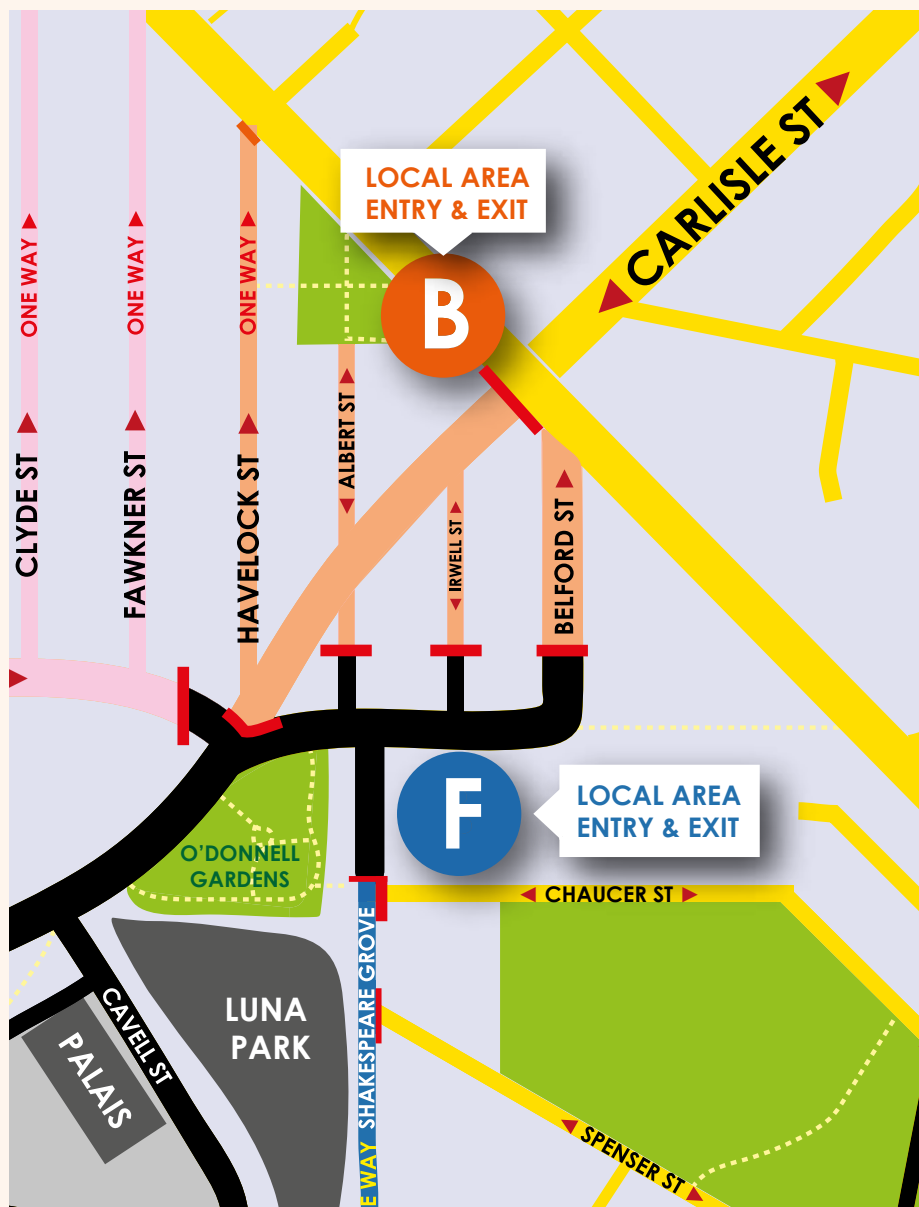 CARLISLE ST
LOCAL AREA
ENTRY & EXIT
B
ONE WAY
ONE WAY
ONE WAY
CLYDE ST
FAWKNER ST
HAVELOCK ST
ALBERT ST
IRWELL ST
BELFORD ST
F
LOCAL AREA
ENTRY & EXIT
O'DONNELL
GARDENS
CHAUCER ST
SHAKESPEARE GROVE
WAY
LUNA
PARK
CAVELL ST
PALAIS
SPENSER ST